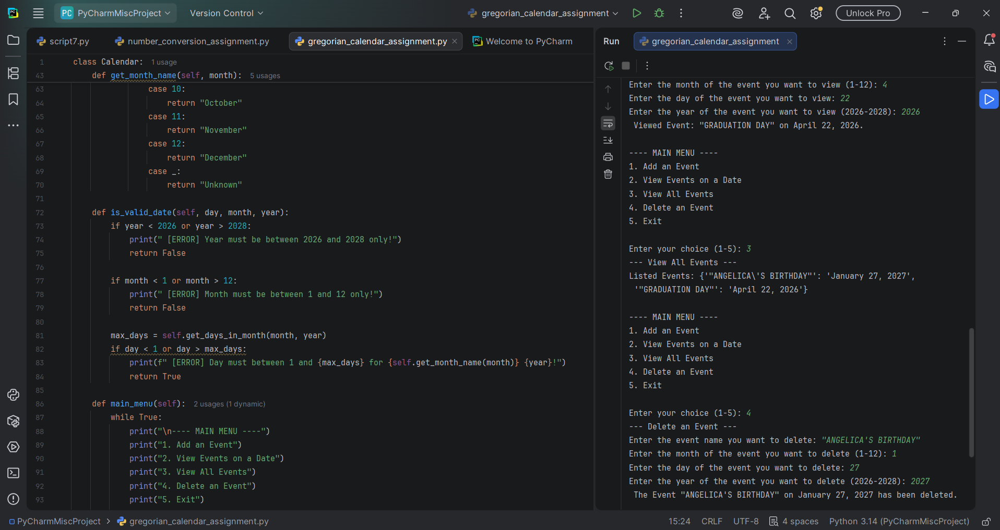 PC PyCharmMiscProject Version Control gregorian_calendar_assignment Unlock Pro
script7.py number_conversion_assignment.py gregorian_calendar_assignment.py Welcome to PyCharm
1 class Calendar: 1 usage
43 def get_month_name(self, month): 5 usages
63 case 10:
64 return "October"
65 case 11:
66 return "November"
67 case 12:
68 return "December"
69 case _:
70 return "Unknown"
71
72 def is_valid_date(self, day, month, year):
73 if year < 2026 or year > 2028:
74 print(" [ERROR] Year must be between 2026 and 2028 only!")
75 return False
76
77 if month < 1 or month > 12:
78 print(" [ERROR] Month must be between 1 and 12 only!")
79 return False
80
81 max_days = self.get_days_in_month(month, year)
82 if day < 1 or day > max_days:
83 print(f" [ERROR] Day must between 1 and {max_days} for {self.get_month_name(month)} {year}!")
84 return True
85
86 def main_menu(self): 2 usages (1 dynamic)
87 while True:
88 print("\n---- MAIN MENU ----")
89 print("1. Add an Event")
90 print("2. View Events on a Date")
91 print("3. View All Events")
92 print("4. Delete an Event")
93 print("5. Exit")
Run gregorian_calendar_assignment
Enter the month of the event you want to view (1-12): 4
Enter the day of the event you want to view: 22
Enter the year of the event you want to view (2026-2028): 2026
Viewed Event: "GRADUATION DAY" on April 22, 2026.
---- MAIN MENU ----
1. Add an Event
2. View Events on a Date
3. View All Events
4. Delete an Event
5. Exit
Enter your choice (1-5): 3
--- View All Events ---
Listed Events: {'"ANGELICA\'S BIRTHDAY"': 'January 27, 2027',
'"GRADUATION DAY"': 'April 22, 2026'}
---- MAIN MENU ----
1. Add an Event
2. View Events on a Date
3. View All Events
4. Delete an Event
5. Exit
Enter your choice (1-5): 4
--- Delete an Event ---
Enter the event name you want to delete: "ANGELICA'S BIRTHDAY"
Enter the month of the event you want to delete (1-12): 1
Enter the day of the event you want to delete: 27
Enter the year of the event you want to delete (2026-2028): 2027
The Event "ANGELICA'S BIRTHDAY" on January 27, 2027 has been deleted.
PyCharmMiscProject > gregorian_calendar_assignment.py 15:24 CRLF UTF-8 4 spaces Python 3.14 (PyCharmMiscProject)